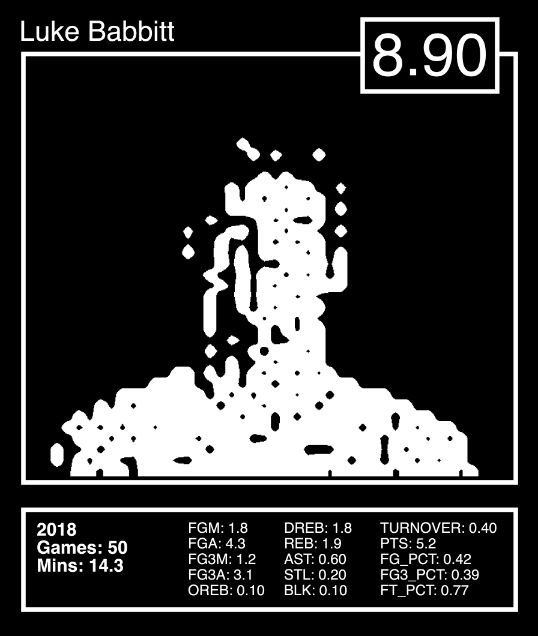 Luke Babbitt
8.90
2018
Games: 50
Mins: 14.3
FGM: 1.8
FGA: 4.3
FG3M: 1.2
FG3A: 3.1
OREB: 0.10
DREB: 1.8
REB: 1.9
AST: 0.60
STL: 0.20
BLK: 0.10
TURNOVER: 0.40
PTS: 5.2
FG_PCT: 0.42
FG3_PCT: 0.39
FT_PCT: 0.77